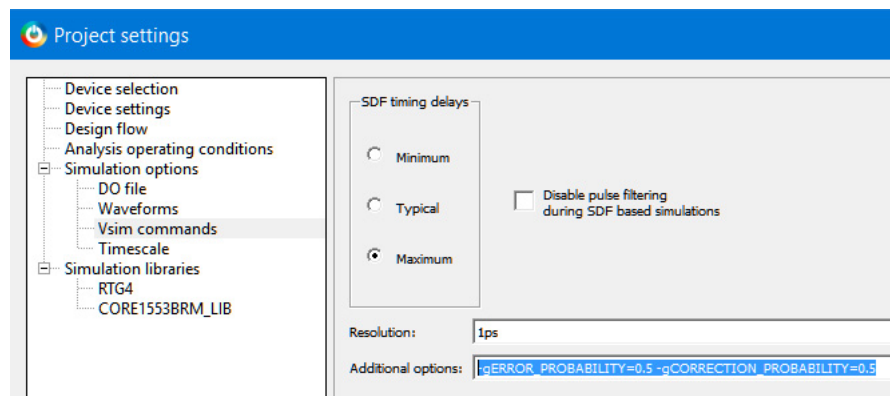 Project settings
Device selection
Device settings
Design flow
Analysis operating conditions
Simulation options
DO file
Waveforms
Vsim commands
Timescale
Simulation libraries
RTG4
CORE1553BRM_LIB
SDF timing delays
Minimum
Typical
Maximum
Disable pulse filtering
during SDF based simulations
Resolution: 1ps
Additional options: -gERROR_PROBABILITY=0.5 -gCORRECTION_PROBABILITY=0.5